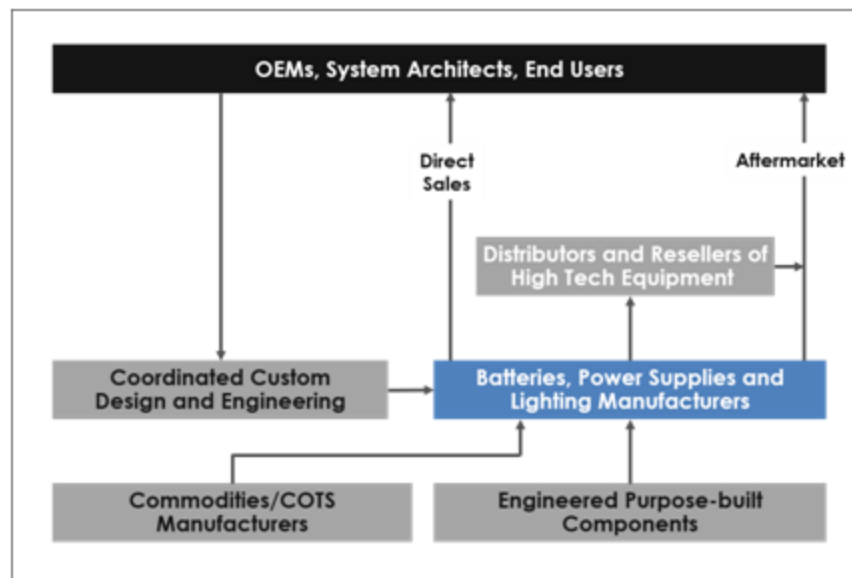 OEMs, System Architects, End Users
Direct
Sales
Aftermarket
Distributors and Resellers of
High Tech Equipment
Coordinated Custom
Design and Engineering
Batteries, Power Supplies and
Lighting Manufacturers
Commodities/COTS
Manufacturers
Engineered Purpose-built
Components